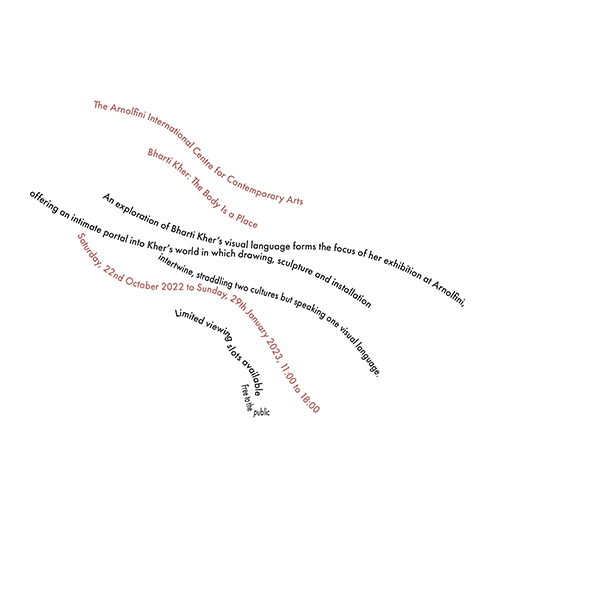 The Arnolfini International Centre for Contemporary Arts
Bharti Kher: The Body Is a Place
An exploration of Bharti Kher's visual language forms the focus of her exhibition at Arnolfini,
offering an intimate portal into Kher's world in which drawing, sculpture and installation
intertwine, straddling two cultures but speaking one visual language.
Saturday, 22nd October 2022 to Sunday, 29th January 2023, 11:00 to 18:00
Limited viewing
slots available
Free to the
public